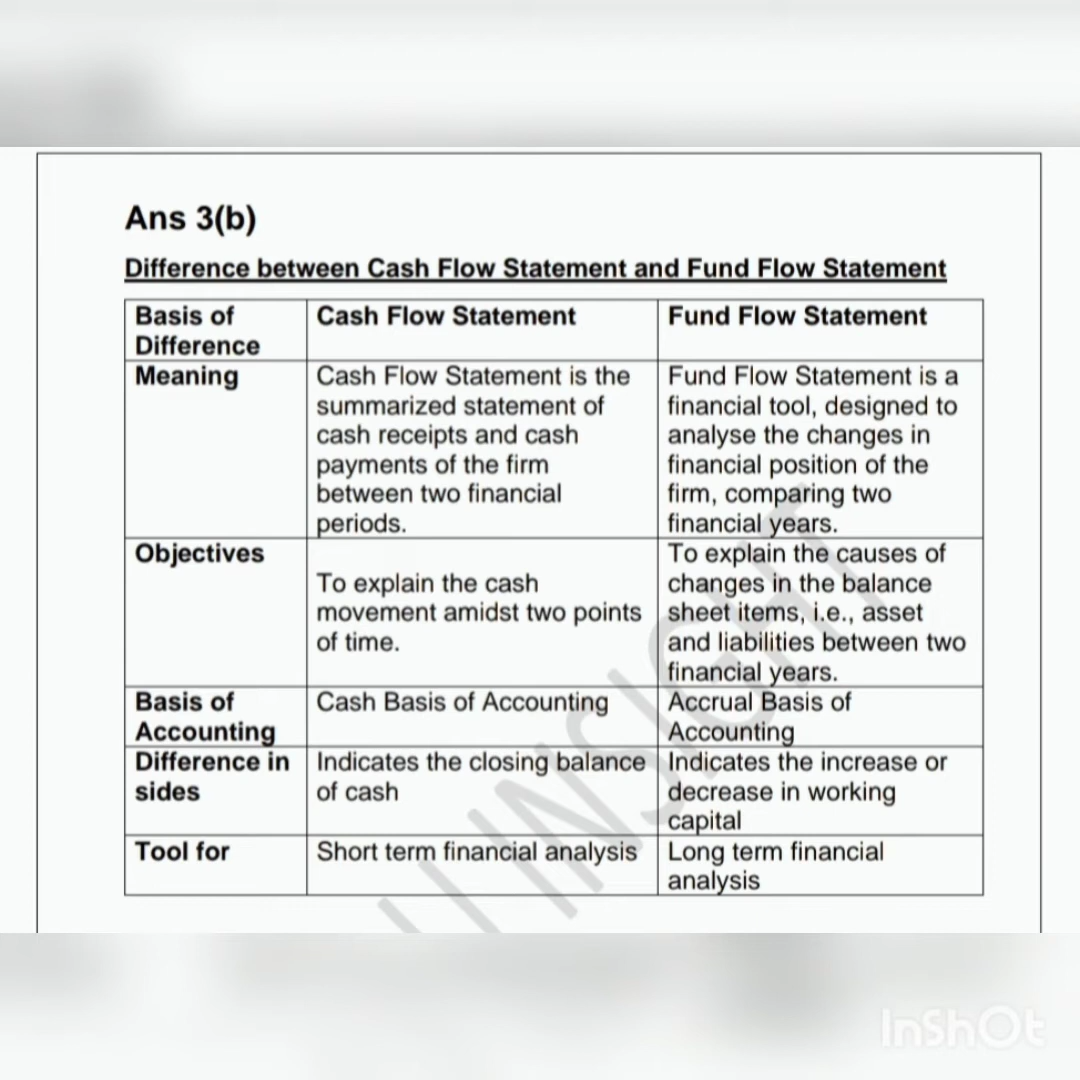 Ans 3(b)
Difference between Cash Flow Statement and Fund Flow Statement
Basis of
Difference
Cash Flow Statement
Fund Flow Statement
Meaning
Cash Flow Statement is the
summarized statement of
cash receipts and cash
payments of the firm
between two financial
periods.
Fund Flow Statement is a
financial tool, designed to
analyse the changes in
financial position of the
firm, comparing two
financial years.
Objectives
To explain the cash
movement amidst two points
of time.
To explain the causes of
changes in the balance
sheet items, i.e., asset
and liabilities between two
financial years.
Basis of
Accounting
Cash Basis of Accounting
Accrual Basis of
Accounting
Difference in
sides
Indicates the closing balance
of cash
Indicates the increase or
decrease in working
capital
Tool for
Short term financial analysis
Long term financial
analysis
INSIGHT
InShOt